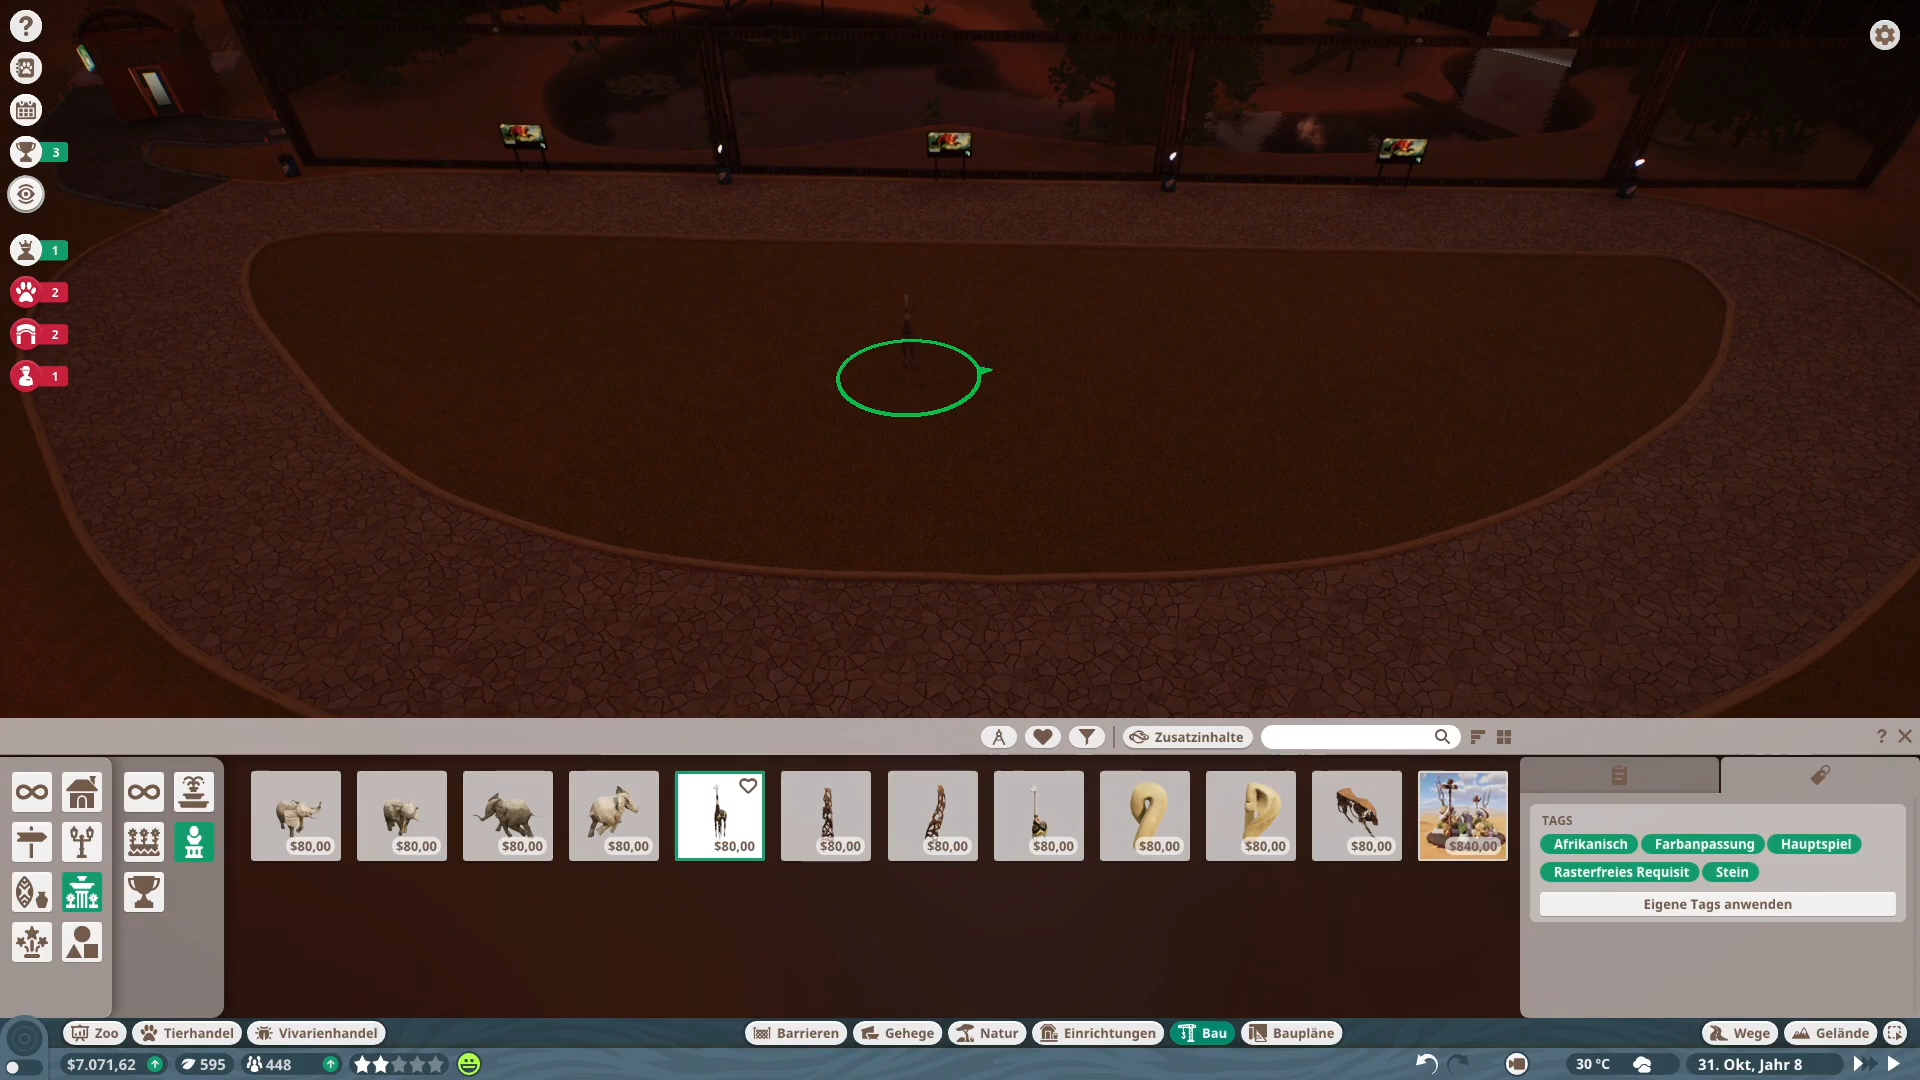 ?
3
1
2
2
1
Zusatzinhalte
?
$80,00
$80,00
$80,00
$80,00
$80,00
$80,00
$80,00
$80,00
$80,00
$80,00
$80,00
$840,00
TAGS
Afrikanisch
Farbanpassung
Hauptspiel
Rasterfreies Requisit
Stein
Eigene Tags anwenden
Zoo
Tierhandel
Vivarienhandel
Barrieren
Gehege
Natur
Einrichtungen
Bau
Baupläne
Wege
Gelände
$7.071,62
595
448
30 °C
31. Okt, Jahr 8